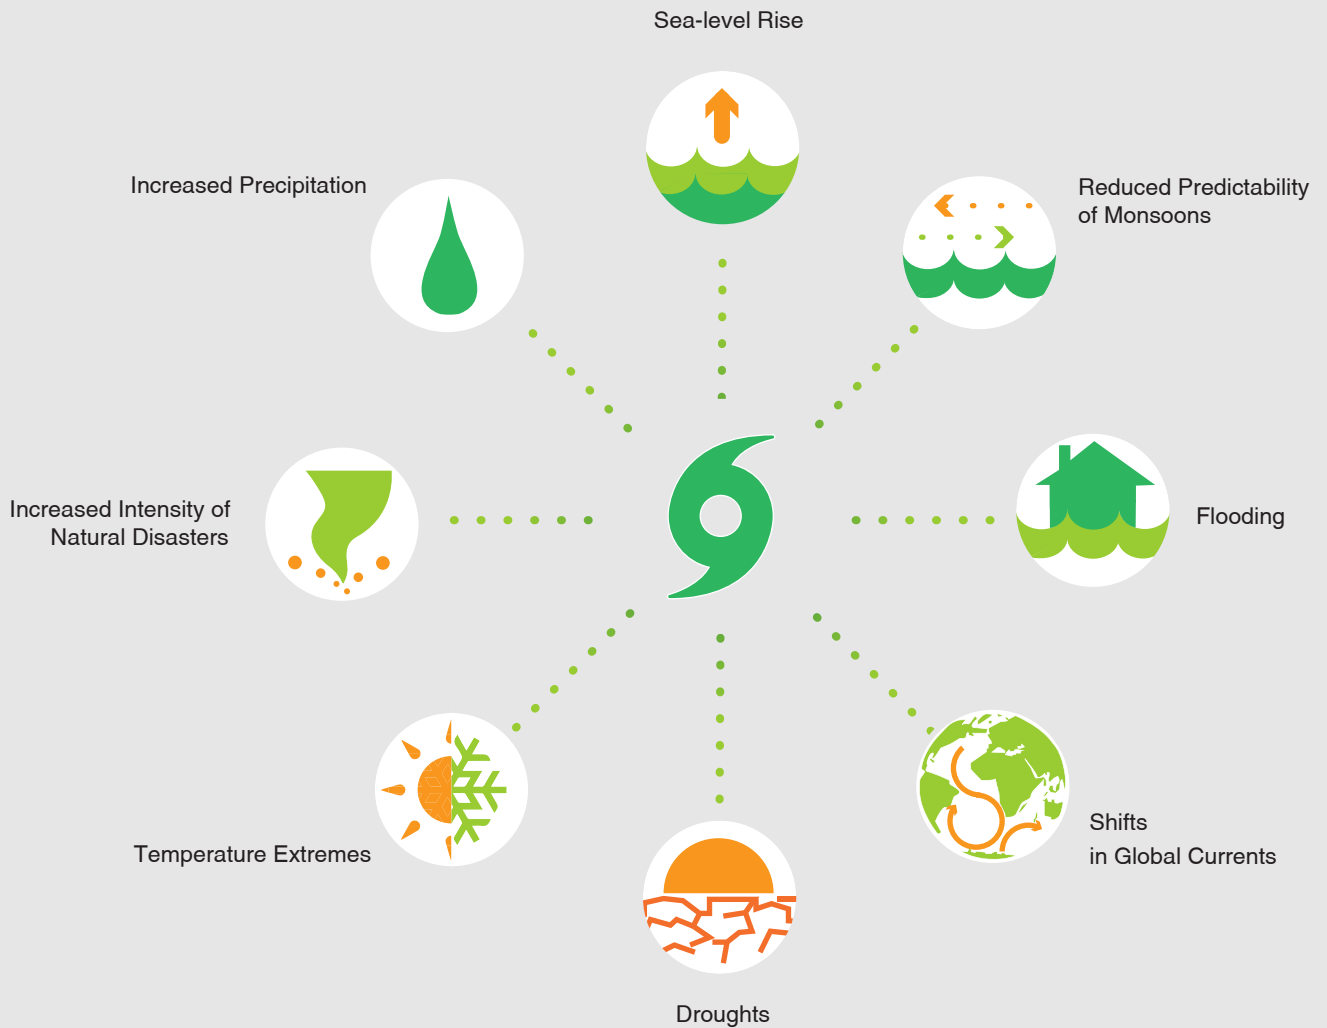 Sea-level Rise
Increased Precipitation
Reduced Predictability
of Monsoons
Increased Intensity of
Natural Disasters
Flooding
Temperature Extremes
Shifts
in Global Currents
Droughts